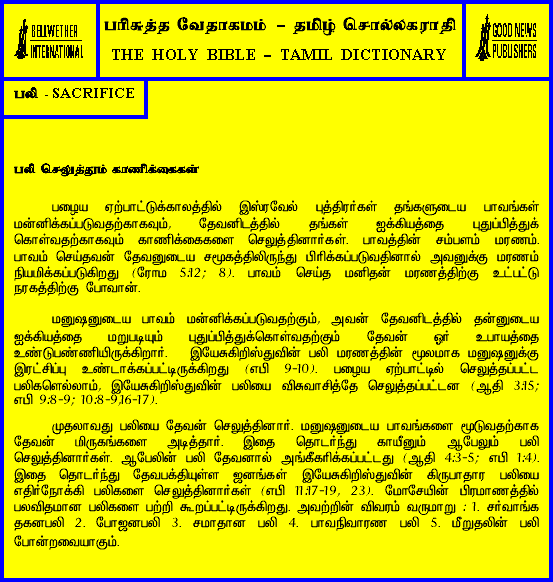 BELLWETHER
INTERNATIONAL
பரிசுத்த வேதாகமம் – தமிழ் சொல்லகராதி
THE HOLY BIBLE – TAMIL DICTIONARY
GOOD NEWS
PUBLISHERS
பலி - SACRIFICE
பலி செலுத்தும் காணிக்கைகள்
பழைய ஏற்பாட்டுக்காலத்தில் இஸ்ரவேல் புத்திரர்கள் தங்களுடைய பாவங்கள்
மன்னிக்கப்படுவதற்காகவும், தேவனிடத்தில் தங்கள் ஐக்கியத்தை புதுப்பித்துக்
கொள்வதற்காகவும் காணிக்கைகளை செலுத்தினார்கள். பாவத்தின் சம்பளம் மரணம்.
பாவம் செய்தவன் தேவனுடைய சமூகத்திலிருந்து பிரிக்கப்படுவதினால் அவனுக்கு மரணம்
நியமிக்கப்படுகிறது (ரோம 5:12; 8). பாவம் செய்த மனிதன் மரணத்திற்கு உட்பட்டு
நரகத்திற்கு போவான்.
மனுஷனுடைய பாவம் மன்னிக்கப்படுவதற்கும், அவன் தேவனிடத்தில் தன்னுடைய
ஐக்கியத்தை மறுபடியும் புதுப்பித்துக்கொள்வதற்கும் தேவன் ஓர் உபாயத்தை
உண்டுபண்ணியிருக்கிறார். இயேசுகிறிஸ்துவின் பலி மரணத்தின் மூலமாக மனுஷனுக்கு
இரட்சிப்பு உண்டாக்கப்பட்டிருக்கிறது (எபி 9-10). பழைய ஏற்பாட்டில் செலுத்தப்பட்ட
பலிகளெல்லாம், இயேசுகிறிஸ்துவின் பலியை விசுவாசித்தே செலுத்தப்பட்டன (ஆதி 3:15;
எபி 9:8-9; 10:8-9,16-17).
முதலாவது பலியை தேவன் செலுத்தினார். மனுஷனுடைய பாவங்களை மூடுவதற்காக
தேவன் மிருகங்களை அடித்தார். இதை தொடர்ந்து காயீனும் ஆபேலும் பலி
செலுத்தினார்கள். ஆபேலின் பலி தேவனால் அங்கீகரிக்கப்பட்டது (ஆதி 4:3-5; எபி 1:4).
இதை தொடர்ந்து தேவபக்தியுள்ள ஜனங்கள் இயேசுகிறிஸ்துவின் கிருபாதார பலியை
எதிர்நோக்கி பலிகளை செலுத்தினார்கள் (எபி 11:17-19, 23). மோசேயின் பிரமாணத்தில்
பலவிதமான பலிகளை பற்றி கூறப்பட்டிருக்கிறது. அவற்றின் விவரம் வருமாறு : 1. சர்வாங்க
தகனபலி 2. போஜனபலி 3. சமாதான பலி 4. பாவநிவாரண பலி 5. மீறுதலின் பலி
போன்றவையாகும்.